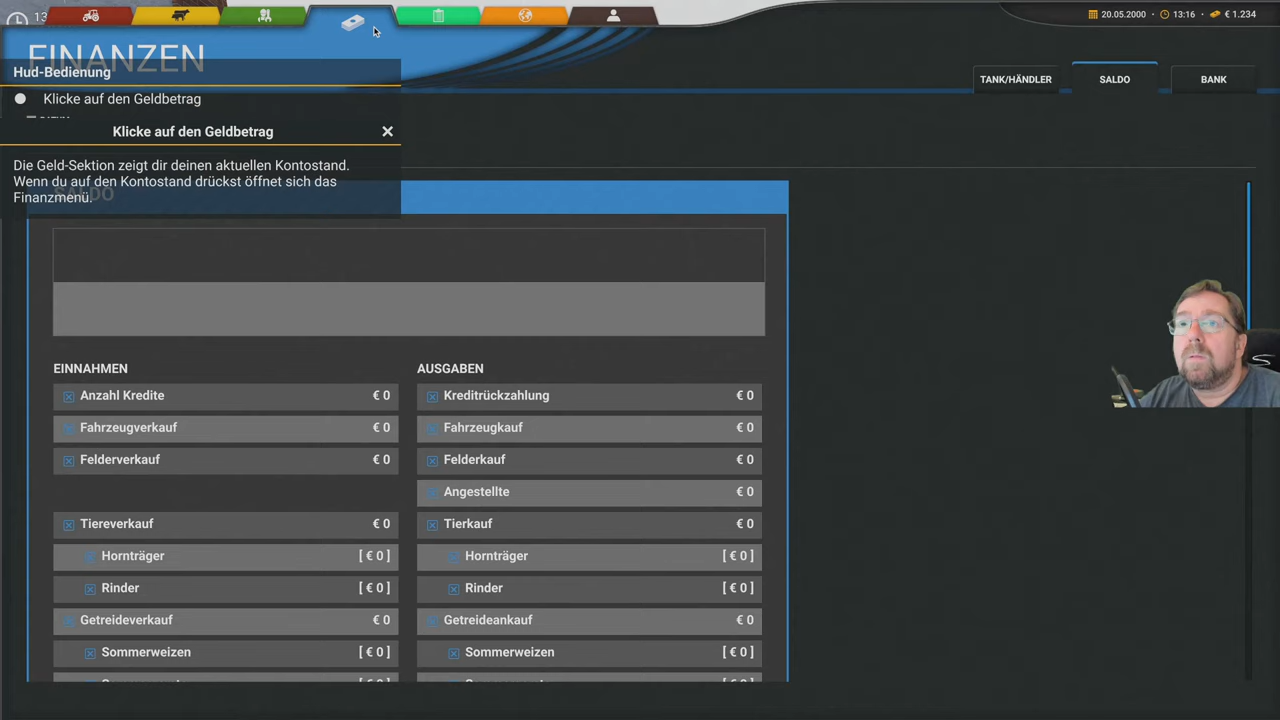 13
20.05.2000 13:16 € 1.234
FINANZEN
Hud-Bedienung
TANK/HÄNDLER SALDO BANK
Klicke auf den Geldbetrag
Klicke auf den Geldbetrag
Die Geld-Sektion zeigt dir deinen aktuellen Kontostand.
Wenn du auf den Kontostand drückst öffnet sich das
Finanzmenü.
EINNAHMEN AUSGABEN
Anzahl Kredite € 0 Kreditrückzahlung € 0
Fahrzeugverkauf € 0 Fahrzeugkauf € 0
Felderverkauf € 0 Felderkauf € 0
Angestellte € 0
Tiereverkauf € 0 Tierkauf € 0
Hornträger [ € 0 ] Hornträger [ € 0 ]
Rinder [ € 0 ] Rinder [ € 0 ]
Getreideverkauf € 0 Getreideankauf € 0
Sommerweizen [ € 0 ] Sommerweizen [ € 0 ]